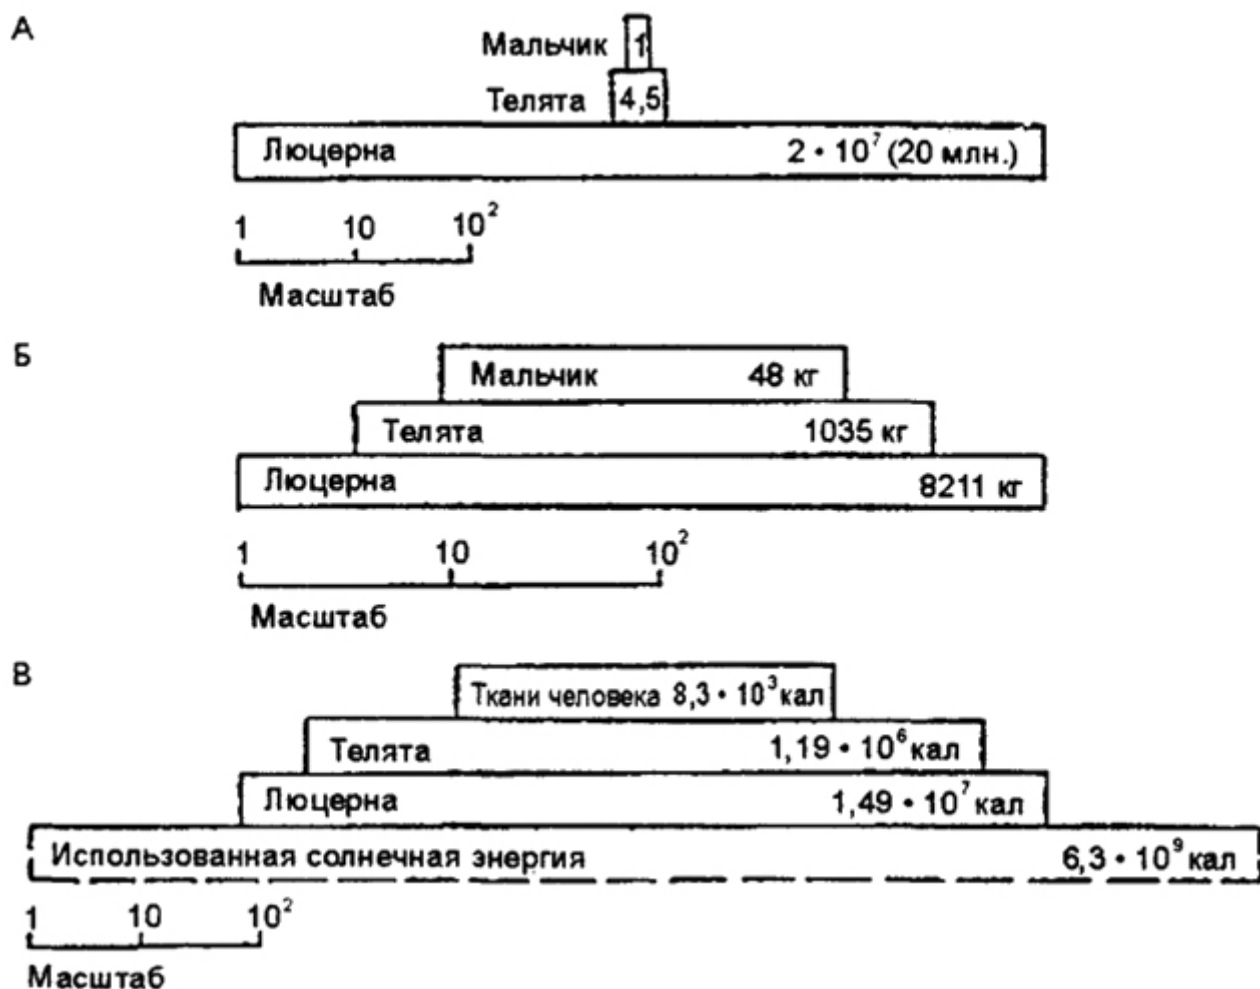 А
Мальчик 1
Телята 4,5
Люцерна 2 • 10⁷ (20 млн.)
1 10 10²
Масштаб
Б
Мальчик 48 кг
Телята 1035 кг
Люцерна 8211 кг
1 10 10²
Масштаб
В
Ткани человека 8,3 • 10³ кал
Телята 1,19 • 10⁶ кал
Люцерна 1,49 • 10⁷ кал
Использованная солнечная энергия 6,3 • 10⁹ кал
1 10 10²
Масштаб